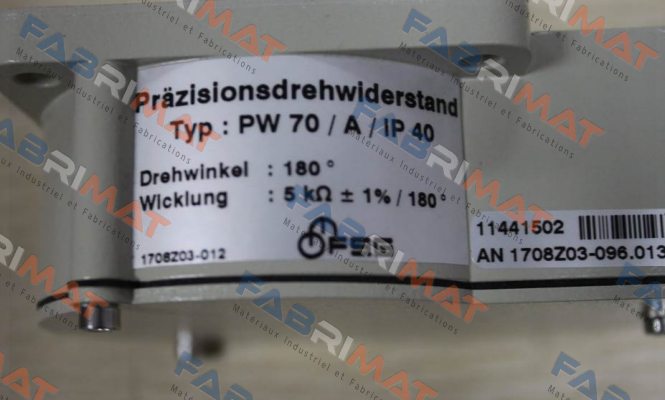 Präzisionsdrehwiderstand
Typ : PW 70 / A / IP 40
Drehwinkel : 180°
Wicklung : 5 kΩ ± 1% / 180°
FSG
1708Z03-012
11441502
AN 1708Z03-096.013
FABRIMAT
Materiaux Industriel et Fabrications